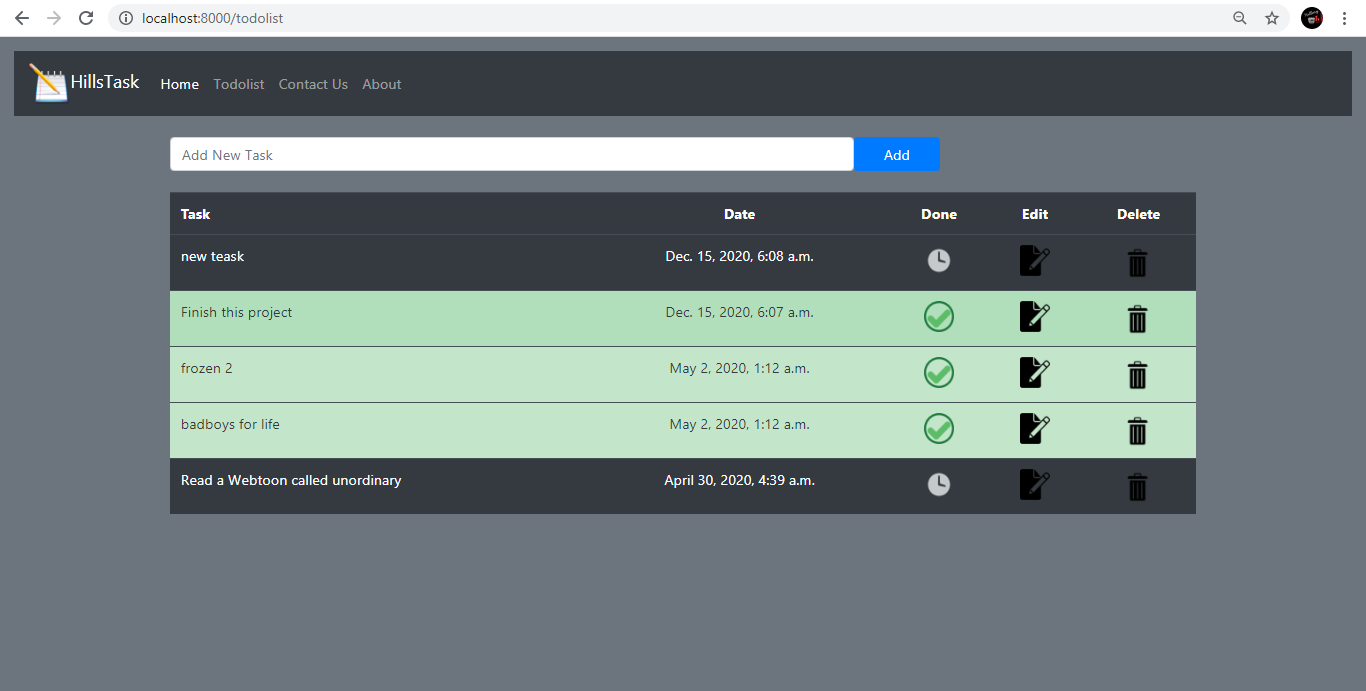 localhost:8000/todolist
HillsTask Home Todolist Contact Us About
Add New Task Add
Task Date Done Edit Delete
new teask Dec. 15, 2020, 6:08 a.m.
Finish this project Dec. 15, 2020, 6:07 a.m.
frozen 2 May 2, 2020, 1:12 a.m.
badboys for life May 2, 2020, 1:12 a.m.
Read a Webtoon called unordinary April 30, 2020, 4:39 a.m.